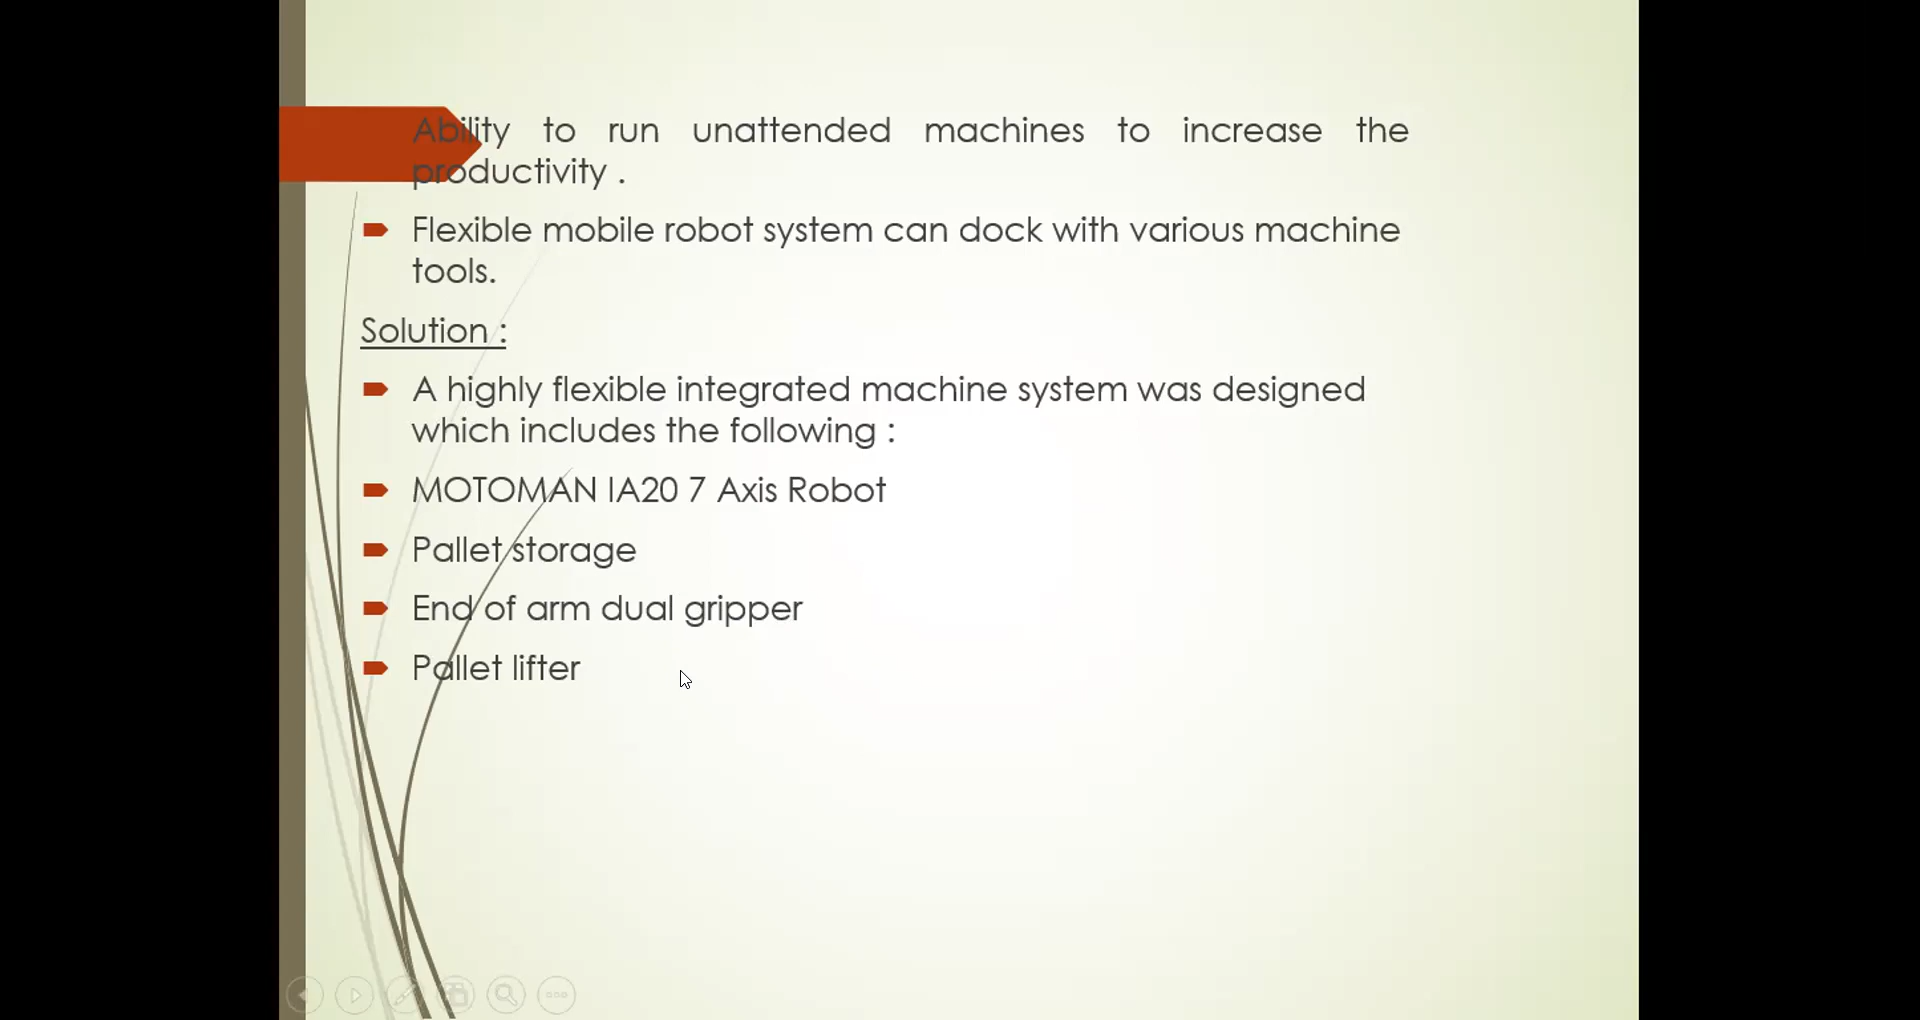 Ability to run unattended machines to increase the
productivity .
Flexible mobile robot system can dock with various machine
tools.
Solution :
A highly flexible integrated machine system was designed
which includes the following :
MOTOMAN IA20 7 Axis Robot
Pallet storage
End of arm dual gripper
Pallet lifter